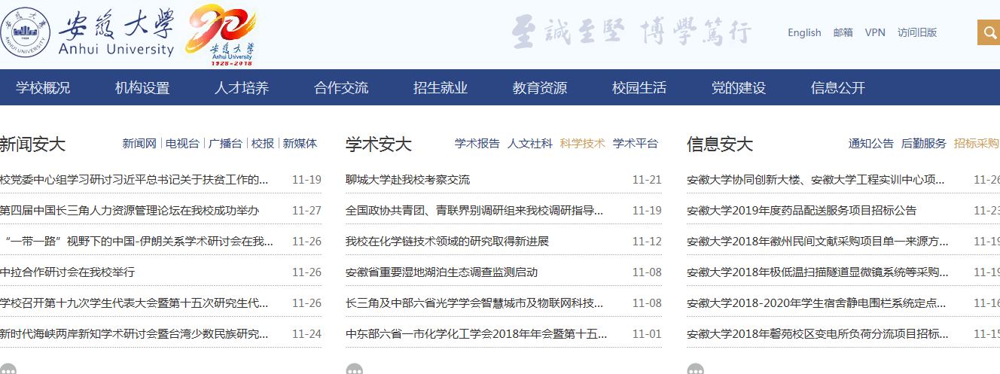 安徽大学
Anhui University
ANHUI UNIVERSITY
安徽大学
Anhui University
1928-2018
至誠至堅 博學篤行
English 邮箱 VPN 访问旧版
学校概况 机构设置 人才培养 合作交流 招生就业 教育资源 校园生活 党的建设 信息公开
新闻安大 新闻网 | 电视台 | 广播台 | 校报 | 新媒体
校党委中心组学习研讨习近平总书记关于扶贫工作的... 11-19
第四届中国长三角人力资源管理论坛在我校成功举办 11-27
“一带一路”视野下的中国-伊朗关系学术研讨会在我... 11-26
中拉合作研讨会在我校举行 11-26
学校召开第十九次学生代表大会暨第十五次研究生代... 11-26
新时代海峡两岸新知学术研讨会暨台湾少数民族研究... 11-24
学术安大 学术报告 人文社科 科学技术 学术平台
聊城大学赴我校考察交流 11-21
全国政协共青团、青联界别调研组来我校调研指导... 11-19
我校在化学链技术领域的研究取得新进展 11-12
安徽省重要湿地湖泊生态调查监测启动 11-08
长三角及中部六省光学学会智慧城市及物联网科技... 11-08
中东部六省一市化学化工学会2018年年会暨第十五... 11-01
信息安大 通知公告 后勤服务 招标采购
安徽大学协同创新大楼、安徽大学工程实训中心项... 11-26
安徽大学2019年度药品配送服务项目招标公告 11-23
安徽大学2018年徽州民间文献采购项目单一来源方... 11-19
安徽大学2018年极低温扫描隧道显微镜系统等采购... 11-19
安徽大学2018-2020年学生宿舍静电围栏系统定点... 11-16
安徽大学2018年磬苑校区变电所负荷分流项目招标... 11-15